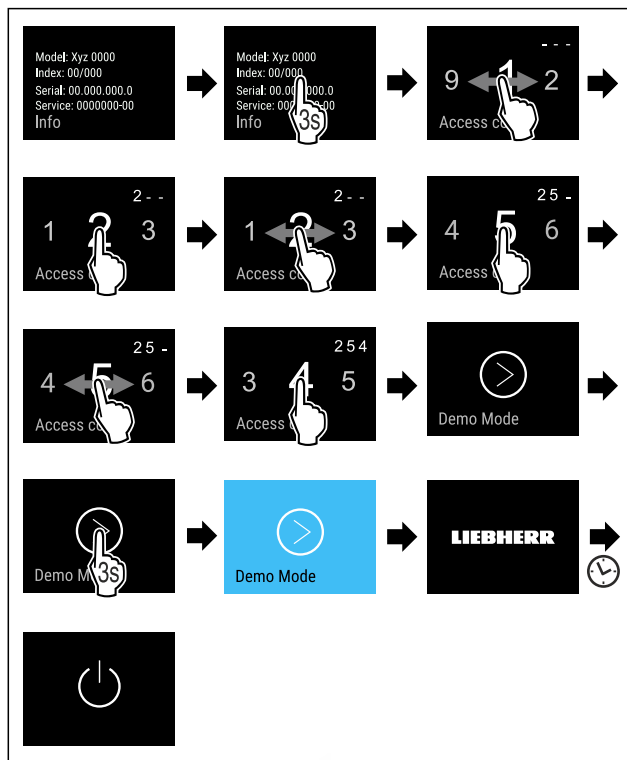 Model: Xyz 0000
Index: 00/000
Serial: 00.000.000.0
Service: 0000000-00
Info
Model: Xyz 0000
Index: 00/000
Serial: 00.00 .000.0
Service: 000 -00
Info
3s
- - -
9 1 2
Access c
2 - -
1 2 3
Access
2 - -
1 2 3
Access c
2 5 -
4 5 6
Access c
2 5 -
4 5 6
Access c
2 5 4
3 4 5
Access
Demo Mode
Demo M
3s
Demo Mode
LIEBHERR